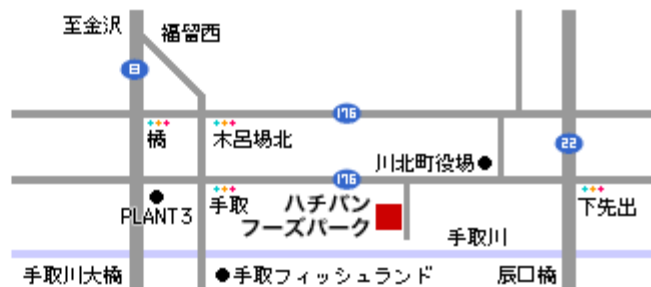 至金沢
福留西
8
176
橋
木呂場北
川北町役場
22
176
PLANT3
手取
ハチバン
フーズパーク
下先出
手取川
手取川大橋
手取フィッシュランド
辰口橋